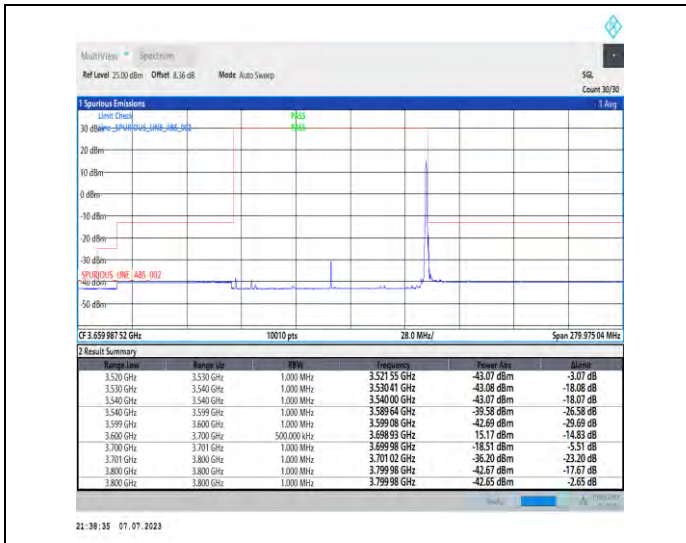 MultiView Spectrum
Ref Level 25.00 dBm Offset 8.36 dB Mode Auto Sweep SGL
Count 30/30
1 Spurious Emissions 1 Avg
Limit Check PASS
30 dBm Line _SPURIOUS_LINE_ABS_002 PASS
20 dBm
10 dBm
0 dBm
-10 dBm
-20 dBm
-30 dBm
_SPURIOUS_LINE_ABS_002
-40 dBm
-50 dBm
CF 3.659 987 52 GHz 10010 pts 28.0 MHz/ Span 279.975 04 MHz
2 Result Summary
Range Low Range Up RBW Frequency Power Abs ΔLimit
3.520 GHz 3.530 GHz 1.000 MHz 3.521 55 GHz -43.07 dBm -3.07 dB
3.530 GHz 3.540 GHz 1.000 MHz 3.530 41 GHz -43.08 dBm -18.08 dB
3.540 GHz 3.540 GHz 1.000 MHz 3.540 00 GHz -43.07 dBm -18.07 dB
3.540 GHz 3.599 GHz 1.000 MHz 3.589 64 GHz -39.58 dBm -26.58 dB
3.599 GHz 3.600 GHz 1.000 MHz 3.599 08 GHz -42.69 dBm -29.69 dB
3.600 GHz 3.700 GHz 500.000 kHz 3.698 93 GHz 15.17 dBm -14.83 dB
3.700 GHz 3.701 GHz 1.000 MHz 3.699 98 GHz -18.51 dBm -5.51 dB
3.701 GHz 3.800 GHz 1.000 MHz 3.701 02 GHz -36.20 dBm -23.20 dB
3.800 GHz 3.800 GHz 1.000 MHz 3.799 98 GHz -42.67 dBm -17.67 dB
3.800 GHz 3.800 GHz 1.000 MHz 3.799 98 GHz -42.65 dBm -2.65 dB
21:38:35 07.07.2023